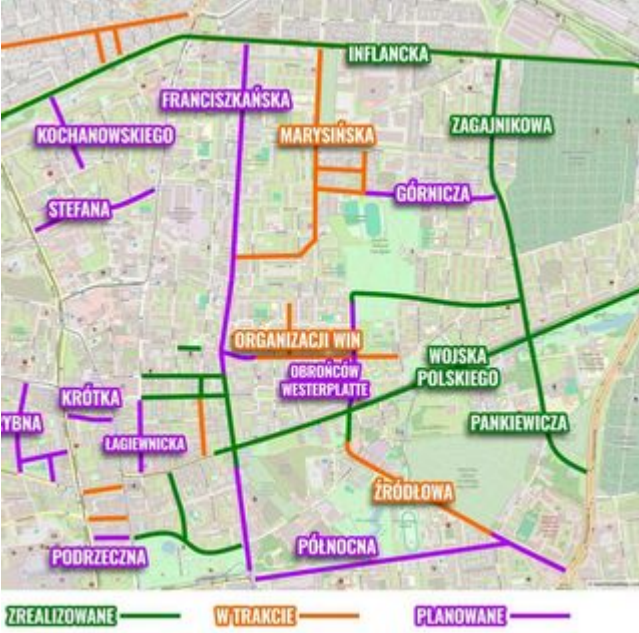 INFLANCKA
FRANCISZKAŃSKA
KOCHANOWSKIEGO
MARYSIŃSKA
ZAGAJNIKOWA
STEFANA
GÓRNICZA
ORGANIZACJI WIN
OBROŃCÓW
WESTERPLATTE
WOJSKA
POLSKIEGO
KRÓTKA
YBNA
ŁAGIEWNICKA
PANKIEWICZA
ŹRÓDŁOWA
PODRZECZNA
PÓŁNOCNA
ZREALIZOWANE
W TRAKCIE
PLANOWANE